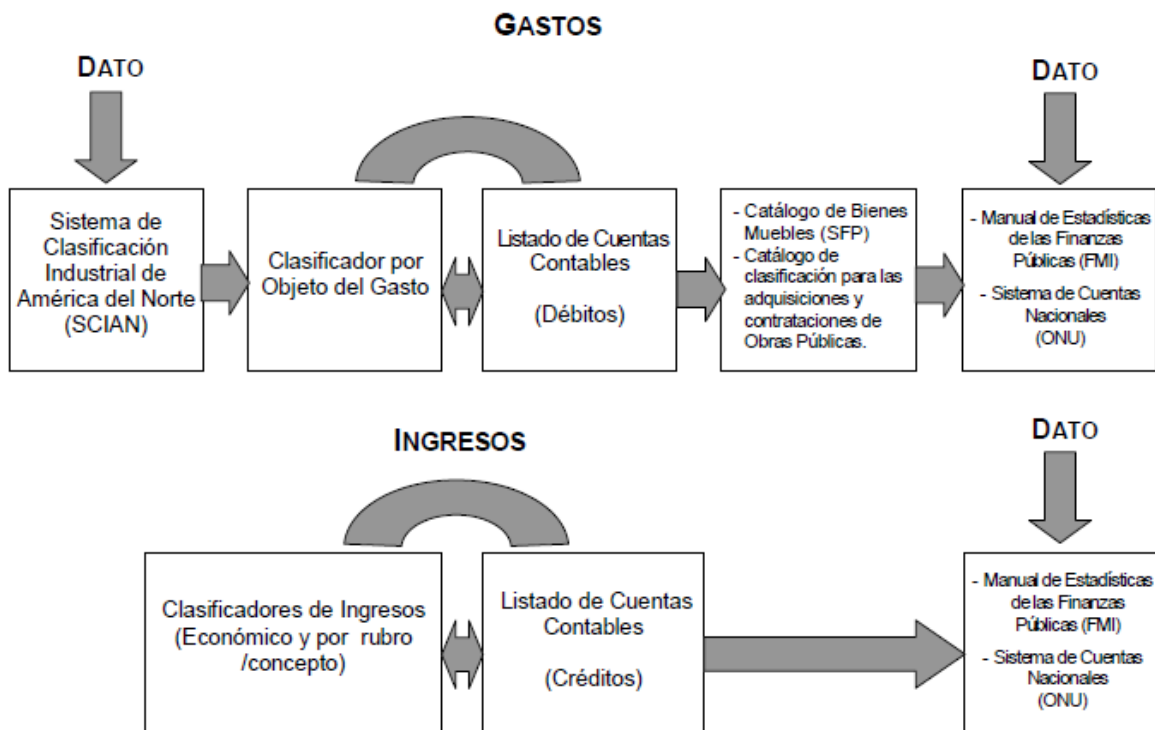 GASTOS
DATO
DATO
Sistema de
Clasificación
Industrial de
América del Norte
(SCIAN)
Clasificador por
Objeto del Gasto
Listado de Cuentas
Contables
(Débitos)
- Catálogo de Bienes
Muebles (SFP)
- Catálogo de
clasificación para las
adquisiciones y
contrataciones de
Obras Públicas.
- Manual de Estadísticas
de las Finanzas
Públicas (FMI)
- Sistema de Cuentas
Nacionales
(ONU)
INGRESOS
DATO
Clasificadores de Ingresos
(Económico y por rubro
/concepto)
Listado de Cuentas
Contables
(Créditos)
- Manual de Estadísticas
de las Finanzas
Públicas (FMI)
- Sistema de Cuentas
Nacionales
(ONU)